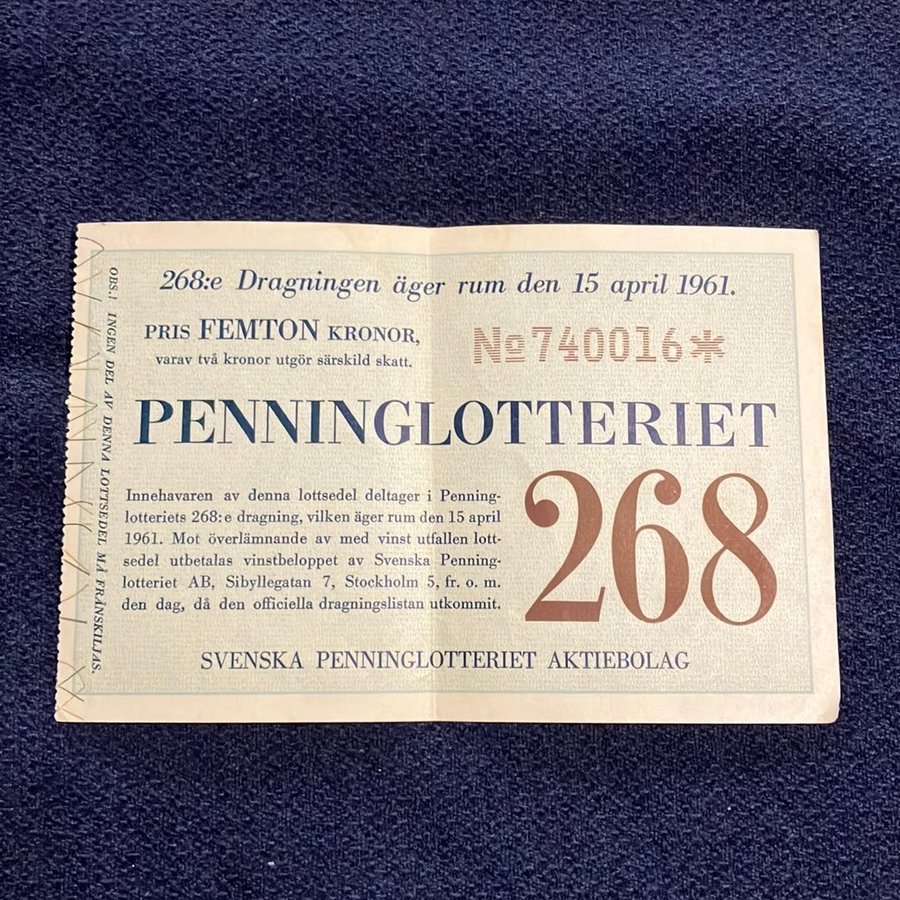 268:e Dragningen äger rum den 15 april 1961.
PRIS FEMTON KRONOR,
varav två kronor utgör särskild skatt.
№740016*
PENNINGLOTTERIET
Innehavaren av denna lottsedel deltager i Penning-
lotteriets 268:e dragning, vilken äger rum den 15 april
1961. Mot överlämnande av med vinst utfallen lott-
sedel utbetalas vinstbeloppet av Svenska Penning-
lotteriet AB, Sibyllegatan 7, Stockholm 5, fr. o. m.
den dag, då den officiella dragningslistan utkommit.
268
SVENSKA PENNINGLOTTERIET AKTIEBOLAG
OBS.! INGEN DEL AV DENNA LOTTSEDEL MÅ FRÅNSKILJAS.